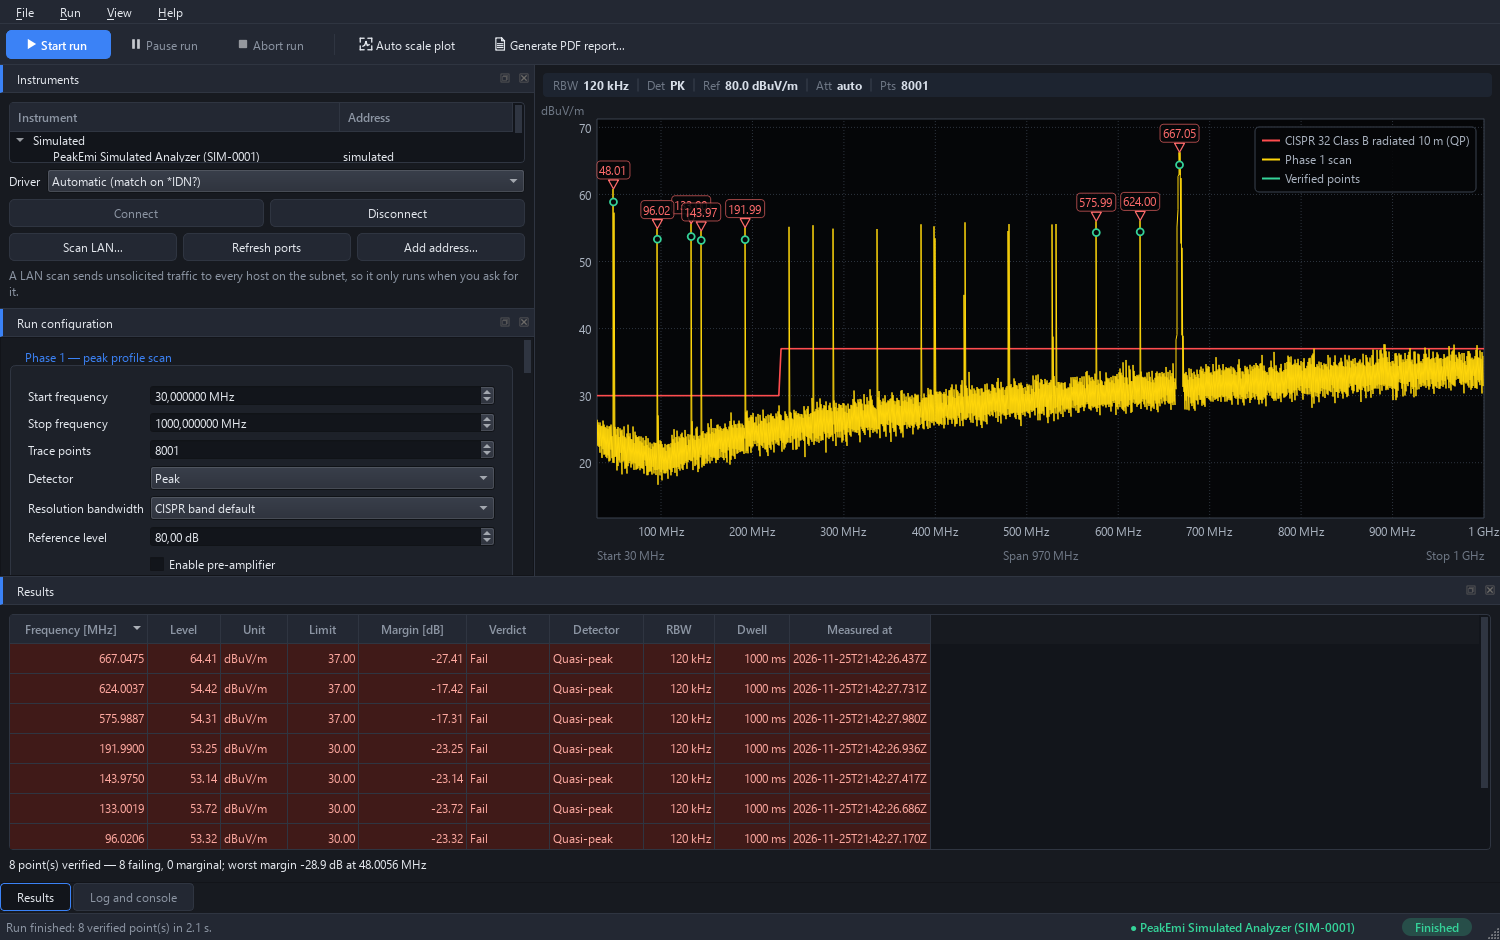 File Run View Help
Start run Pause run Abort run Auto scale plot Generate PDF report...
Instruments
Instrument Address
Simulated
PeakEmi Simulated Analyzer (SIM-0001) simulated
Driver Automatic (match on *IDN?)
Connect Disconnect
Scan LAN... Refresh ports Add address...
A LAN scan sends unsolicited traffic to every host on the subnet, so it only runs when you ask for
it.
Run configuration
Phase 1 — peak profile scan
Start frequency 30,000000 MHz
Stop frequency 1000,000000 MHz
Trace points 8001
Detector Peak
Resolution bandwidth CISPR band default
Reference level 80,00 dB
Enable pre-amplifier
RBW 120 kHz Det PK Ref 80.0 dBuV/m Att auto Pts 8001
dBuV/m
70
60
50
40
30
20
48.01
96.02
143.97
191.99
575.99
624.00
667.05
CISPR 32 Class B radiated 10 m (QP)
Phase 1 scan
Verified points
100 MHz 200 MHz 300 MHz 400 MHz 500 MHz 600 MHz 700 MHz 800 MHz 900 MHz 1 GHz
Start 30 MHz Span 970 MHz Stop 1 GHz
Results
Frequency [MHz] Level Unit Limit Margin [dB] Verdict Detector RBW Dwell Measured at
667.0475 64.41 dBuV/m 37.00 -27.41 Fail Quasi-peak 120 kHz 1000 ms 2026-11-25T21:42:26.437Z
624.0037 54.42 dBuV/m 37.00 -17.42 Fail Quasi-peak 120 kHz 1000 ms 2026-11-25T21:42:27.731Z
575.9887 54.31 dBuV/m 37.00 -17.31 Fail Quasi-peak 120 kHz 1000 ms 2026-11-25T21:42:27.980Z
191.9900 53.25 dBuV/m 30.00 -23.25 Fail Quasi-peak 120 kHz 1000 ms 2026-11-25T21:42:26.936Z
143.9750 53.14 dBuV/m 30.00 -23.14 Fail Quasi-peak 120 kHz 1000 ms 2026-11-25T21:42:27.417Z
133.0019 53.72 dBuV/m 30.00 -23.72 Fail Quasi-peak 120 kHz 1000 ms 2026-11-25T21:42:26.686Z
96.0206 53.32 dBuV/m 30.00 -23.32 Fail Quasi-peak 120 kHz 1000 ms 2026-11-25T21:42:27.170Z
8 point(s) verified — 8 failing, 0 marginal; worst margin -28.9 dB at 48.0056 MHz
Results Log and console
Run finished: 8 verified point(s) in 2.1 s. PeakEmi Simulated Analyzer (SIM-0001) Finished